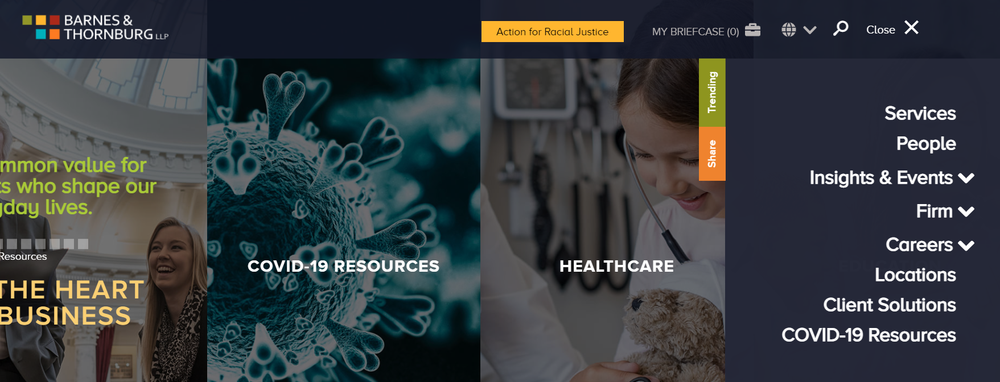 BARNES &
THORNBURG LLP
Action for Racial Justice
MY BRIEFCASE (0)
Close
Trending
Share
mmon value for
ts who shape our
yday lives.
Resources
THE HEART
BUSINESS
COVID-19 RESOURCES
HEALTHCARE
Services
People
Insights & Events
Firm
Careers
Locations
Client Solutions
COVID-19 Resources